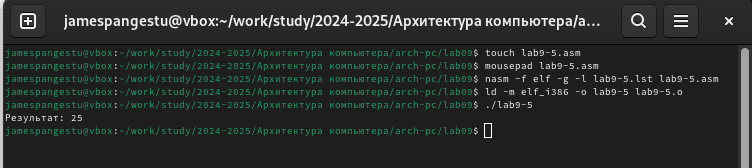 jamespangestu@vbox:~/work/study/2024-2025/Архитектура компьютера/a...
jamespangestu@vbox:~/work/study/2024-2025/Архитектура компьютера/arch-pc/lab09$ touch lab9-5.asm
jamespangestu@vbox:~/work/study/2024-2025/Архитектура компьютера/arch-pc/lab09$ mousepad lab9-5.asm
jamespangestu@vbox:~/work/study/2024-2025/Архитектура компьютера/arch-pc/lab09$ nasm -f elf -g -l lab9-5.lst lab9-5.asm
jamespangestu@vbox:~/work/study/2024-2025/Архитектура компьютера/arch-pc/lab09$ ld -m elf_i386 -o lab9-5 lab9-5.o
jamespangestu@vbox:~/work/study/2024-2025/Архитектура компьютера/arch-pc/lab09$ ./lab9-5
Результат: 25
jamespangestu@vbox:~/work/study/2024-2025/Архитектура компьютера/arch-pc/lab09$